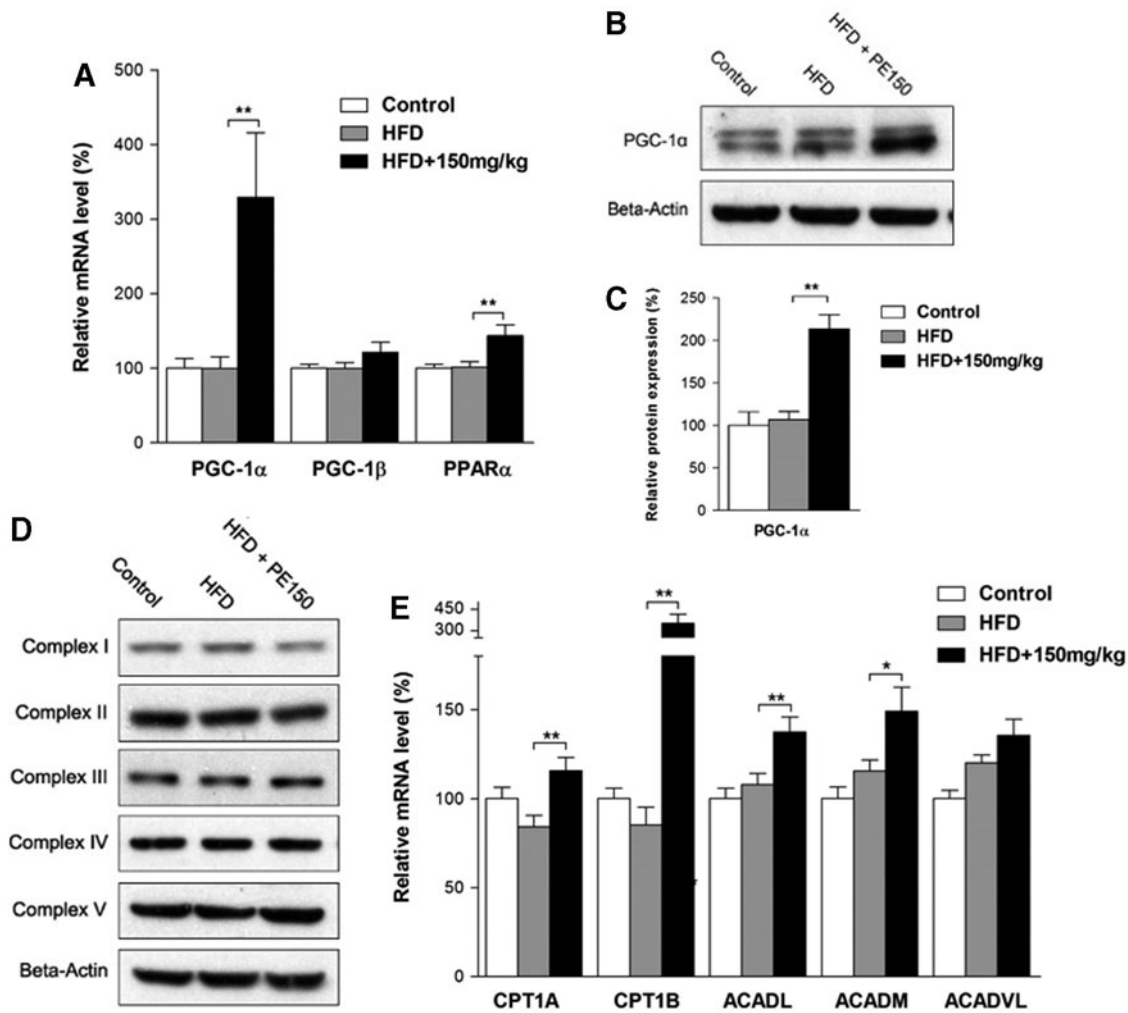 A
500
400
300
200
100
0
Relative mRNA level (%)
**
**
Control
HFD
HFD+150mg/kg
PGC-1α
PGC-1β
PPARα
B
Control
HFD
HFD + PE150
PGC-1α
Beta-Actin
C
250
200
150
100
50
0
Relative protein expression (%)
**
Control
HFD
HFD+150mg/kg
PGC-1α
D
Control
HFD
HFD + PE150
Complex I
Complex II
Complex III
Complex IV
Complex V
Beta-Actin
E
450
300
150
100
50
0
Relative mRNA level (%)
**
**
**
*
Control
HFD
HFD+150mg/kg
CPT1A
CPT1B
ACADL
ACADM
ACADVL